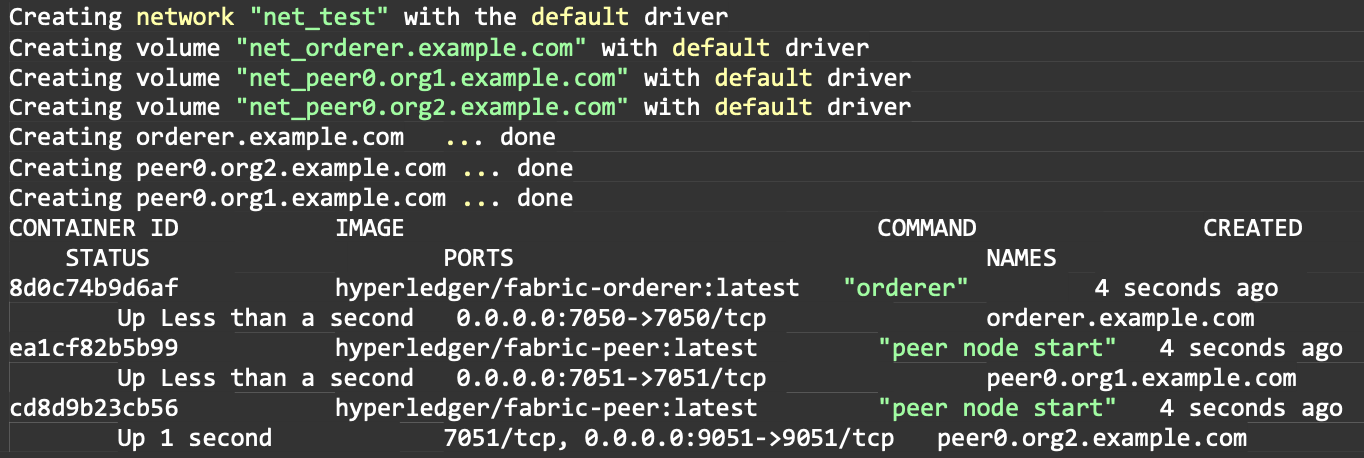 Creating network "net_test" with the default driver
Creating volume "net_orderer.example.com" with default driver
Creating volume "net_peer0.org1.example.com" with default driver
Creating volume "net_peer0.org2.example.com" with default driver
Creating orderer.example.com   ... done
Creating peer0.org2.example.com ... done
Creating peer0.org1.example.com ... done
CONTAINER ID IMAGE COMMAND CREATED
STATUS PORTS NAMES
8d0c74b9d6af hyperledger/fabric-orderer:latest "orderer" 4 seconds ago
Up Less than a second 0.0.0.0:7050->7050/tcp orderer.example.com
ea1cf82b5b99 hyperledger/fabric-peer:latest "peer node start" 4 seconds ago
Up Less than a second 0.0.0.0:7051->7051/tcp peer0.org1.example.com
cd8d9b23cb56 hyperledger/fabric-peer:latest "peer node start" 4 seconds ago
Up 1 second 7051/tcp, 0.0.0.0:9051->9051/tcp peer0.org2.example.com